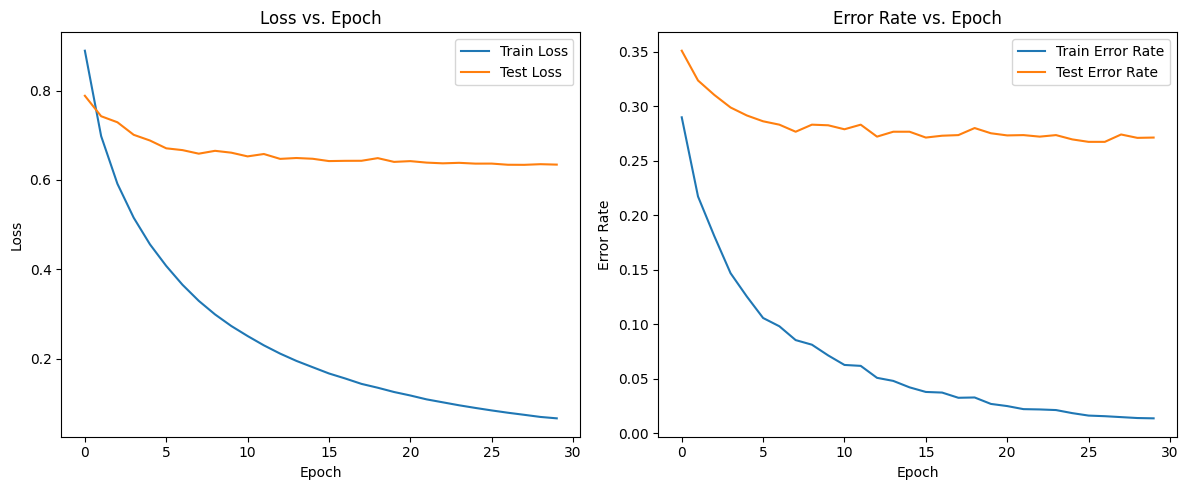 Loss vs. Epoch
Train Loss
Test Loss
0.8
0.6
0.4
0.2
Loss
0 5 10 15 20 25 30
Epoch
Error Rate vs. Epoch
Train Error Rate
Test Error Rate
0.35
0.30
0.25
0.20
0.15
0.10
0.05
0.00
Error Rate
0 5 10 15 20 25 30
Epoch